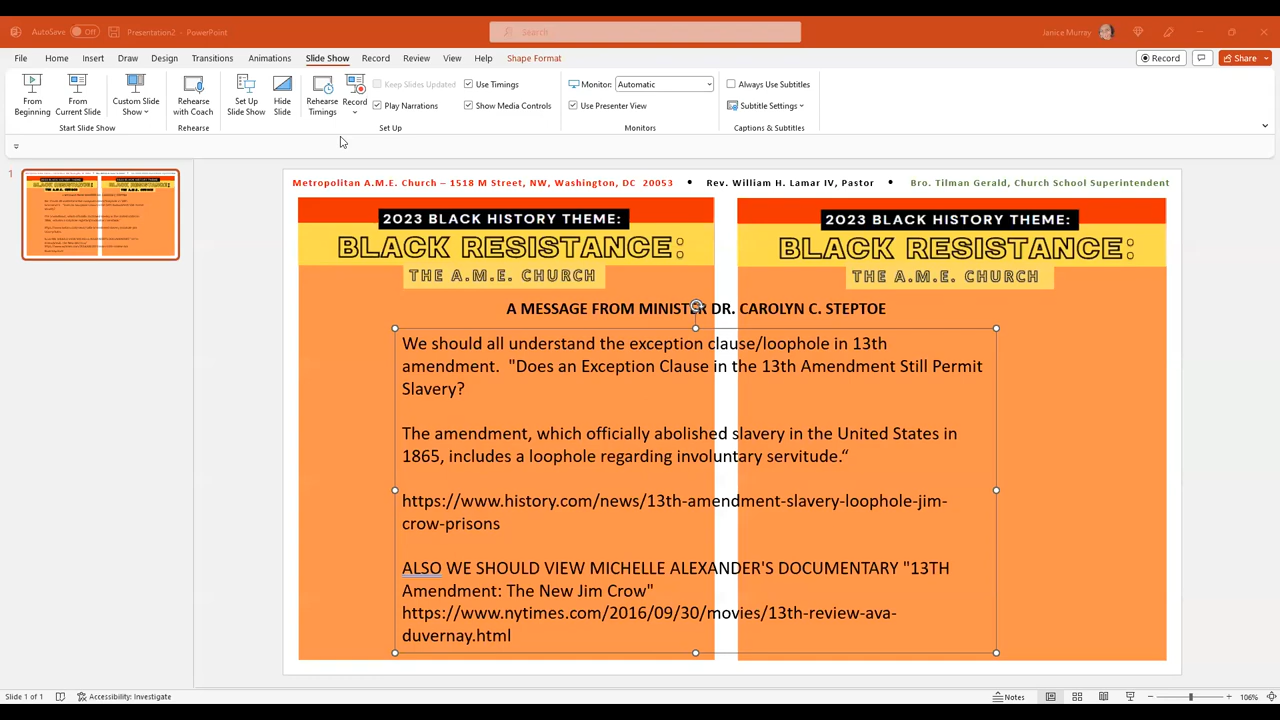 AutoSave Off Presentation2 - PowerPoint Search Janice Murray
File Home Insert Draw Design Transitions Animations Slide Show Record Review View Help Shape Format Record Share
From Beginning
From Current Slide
Custom Slide Show
Start Slide Show
Rehearse with Coach
Rehearse
Set Up Slide Show
Hide Slide
Rehearse Timings
Record
Keep Slides Updated
Play Narrations
Use Timings
Show Media Controls
Set Up
Monitor: Automatic
Use Presenter View
Monitors
Always Use Subtitles
Subtitle Settings
Captions & Subtitles
1
Metropolitan A.M.E. Church – 1518 M Street, NW, Washington, DC 20053 • Rev. William H. Lamar IV, Pastor • Bro. Tilman Gerald, Church School Superintendent
2023 BLACK HISTORY THEME:
BLACK RESISTANCE:
THE A.M.E. CHURCH
2023 BLACK HISTORY THEME:
BLACK RESISTANCE:
THE A.M.E. CHURCH
A MESSAGE FROM MINISTER DR. CAROLYN C. STEPTOE
We should all understand the exception clause/loophole in 13th
amendment. "Does an Exception Clause in the 13th Amendment Still Permit
Slavery?
The amendment, which officially abolished slavery in the United States in
1865, includes a loophole regarding involuntary servitude.“
https://www.history.com/news/13th-amendment-slavery-loophole-jim-
crow-prisons
ALSO WE SHOULD VIEW MICHELLE ALEXANDER'S DOCUMENTARY "13TH
Amendment: The New Jim Crow"
https://www.nytimes.com/2016/09/30/movies/13th-review-ava-
duvernay.html
Slide 1 of 1 Accessibility: Investigate Notes 106%